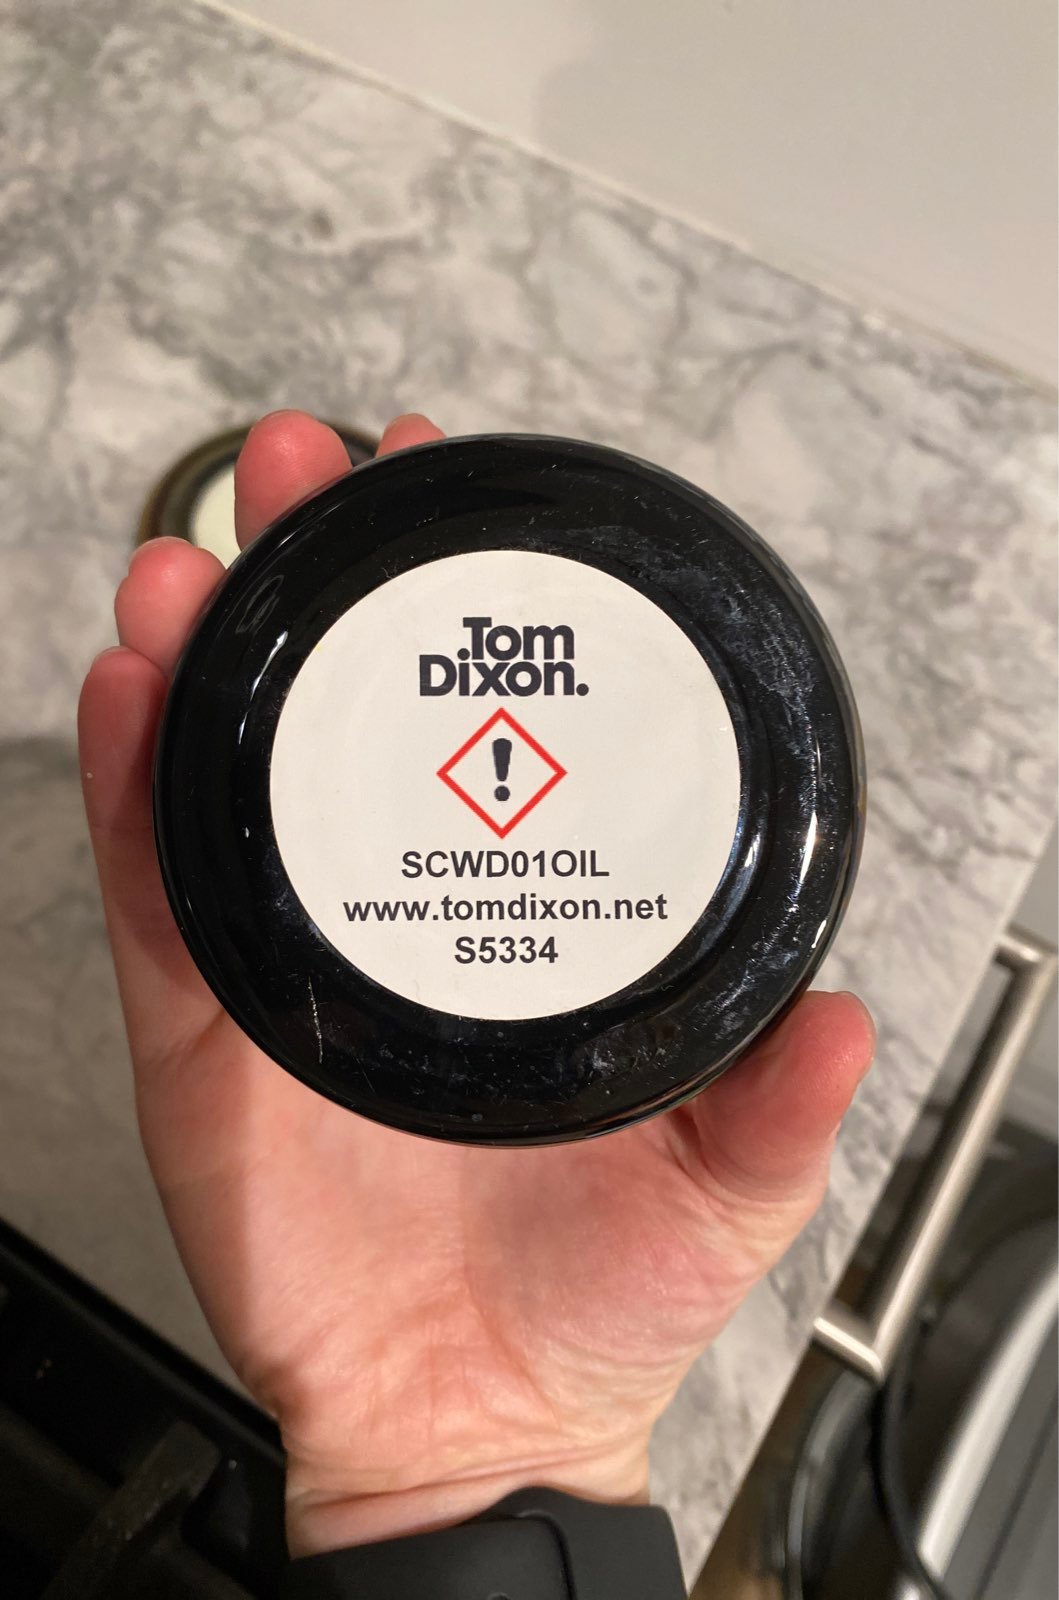 Tom
Dixon.
!
SCWD01OIL
www.tomdixon.net
S5334